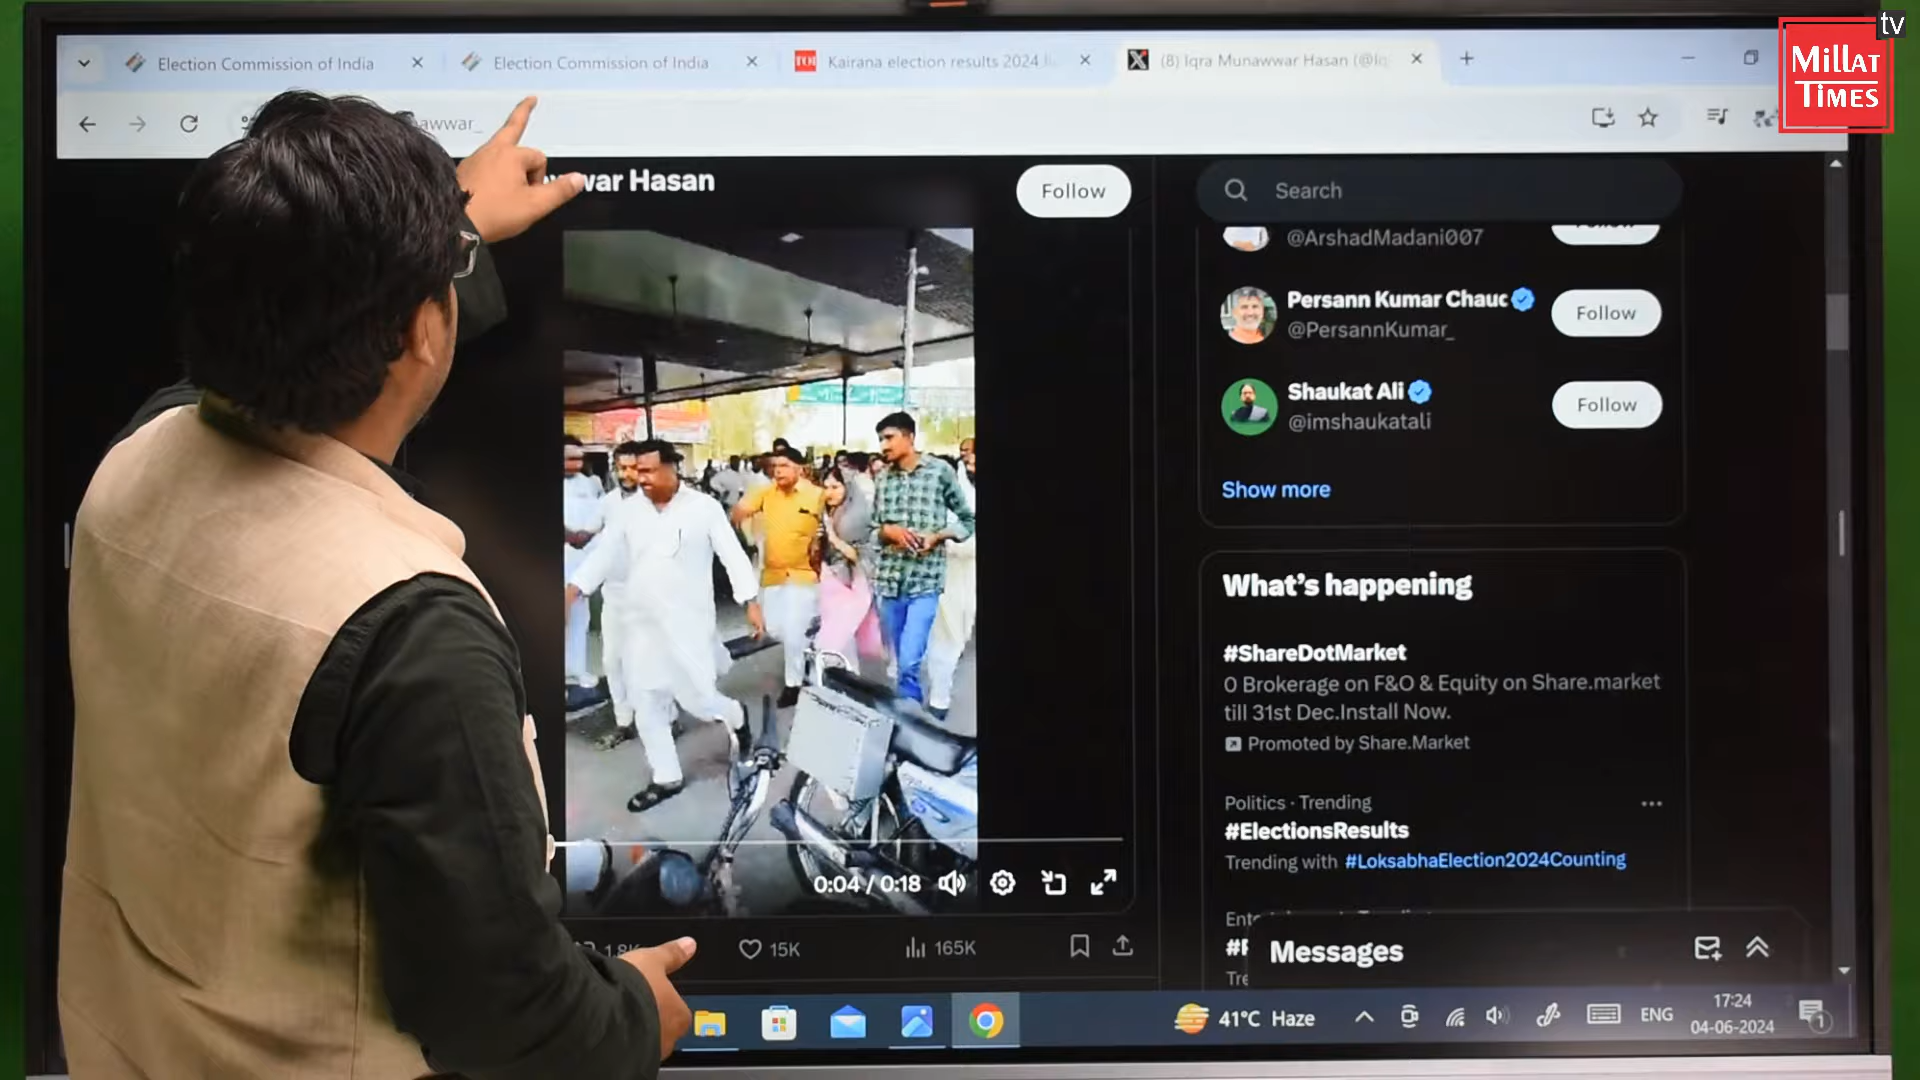 tv
MillAT
TiMES
Election Commission of India
Election Commission of India
TOI
Kairana election results 2024
(8) Iqra Munawwar Hasan
awwar_
war Hasan
Follow
Search
@ArshadMadani007
Persann Kumar Chauc
@PersannKumar_
Follow
Shaukat Ali
@imshaukatali
Follow
Show more
What's happening
#ShareDotMarket
0 Brokerage on F&O & Equity on Share.market
till 31st Dec.Install Now.
Promoted by Share.Market
Politics · Trending
#ElectionsResults
Trending with #LoksabhaElection2024Counting
0:04 / 0:18
1.8K
15K
165K
Messages
41°C Haze
ENG
17:24
04-06-2024
1